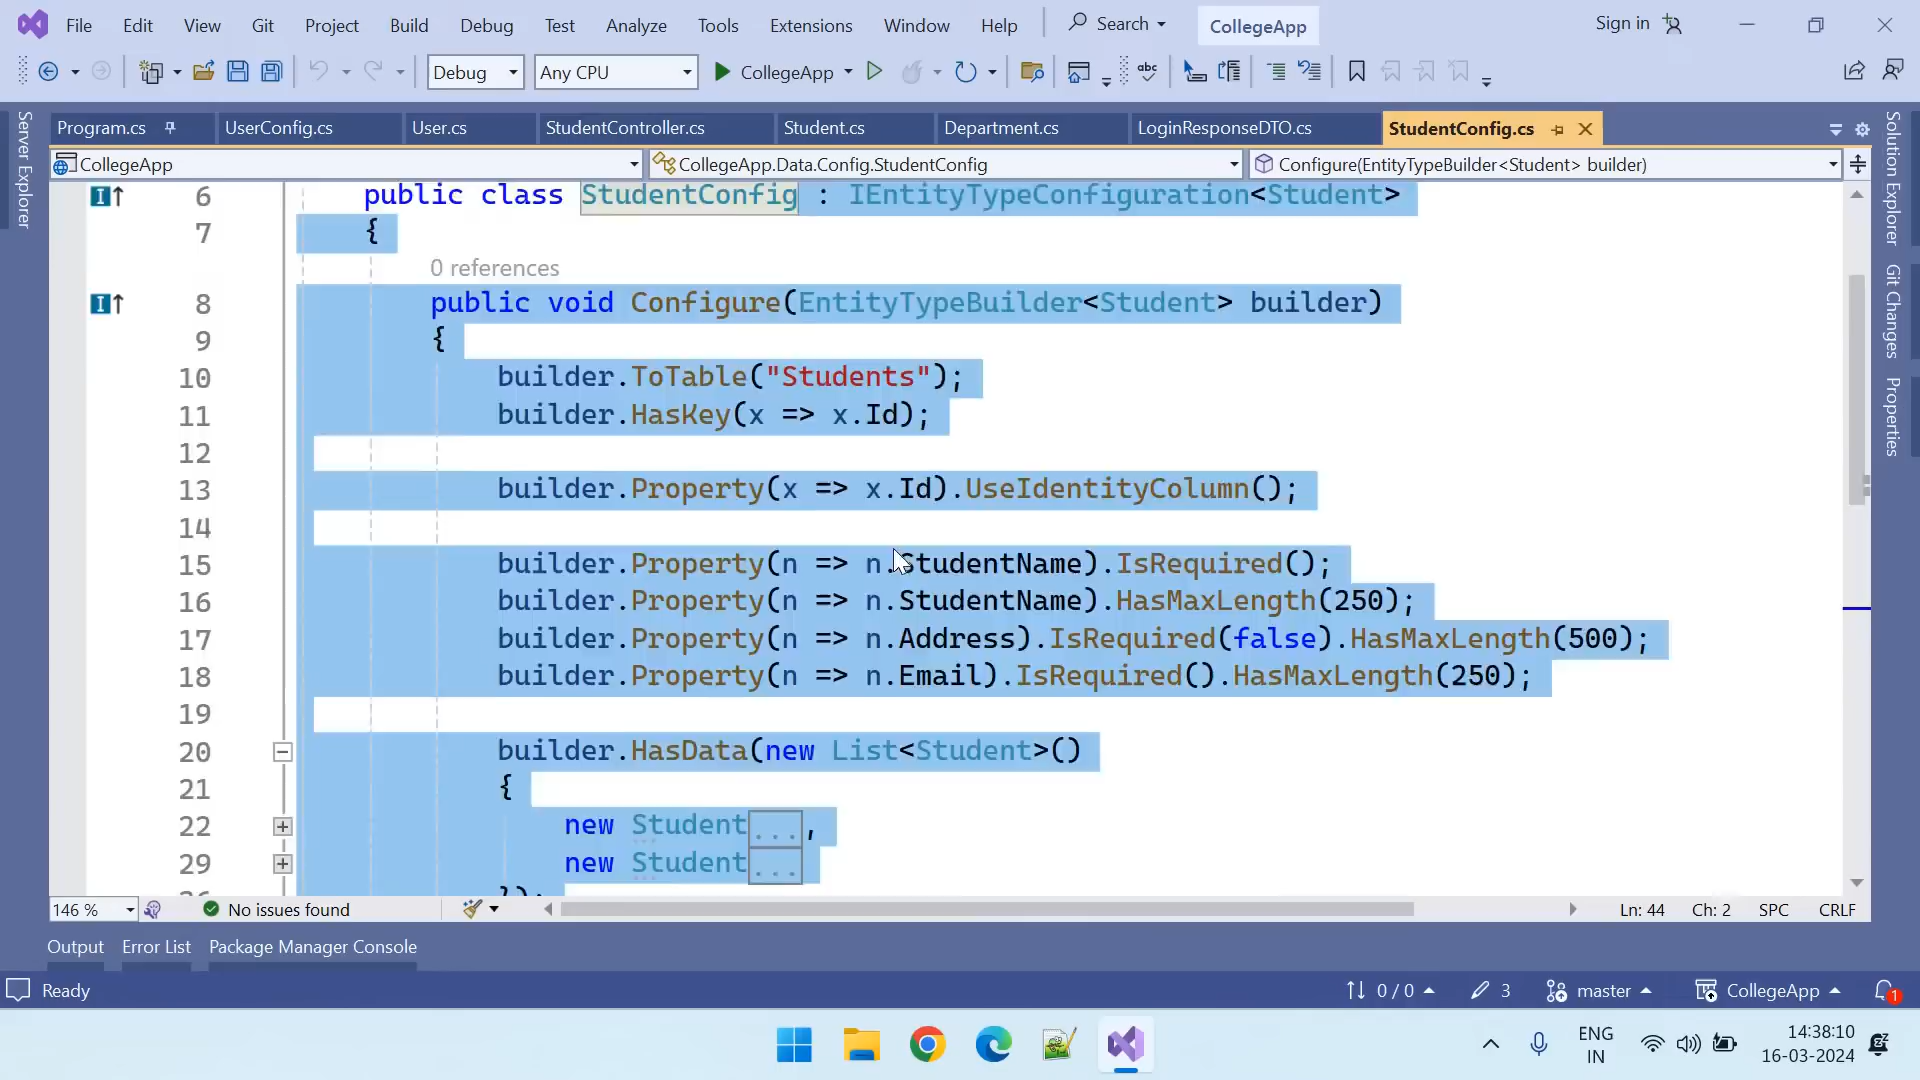 File Edit View Git Project Build Debug Test Analyze Tools Extensions Window Help Search CollegeApp Sign in
Debug Any CPU CollegeApp abc
Program.cs UserConfig.cs User.cs StudentController.cs Student.cs Department.cs LoginResponseDTO.cs StudentConfig.cs
CollegeApp CollegeApp.Data.Config.StudentConfig Configure(EntityTypeBuilder<Student> builder)
Server Explorer
Solution Explorer
Git Changes
Properties
6 public class StudentConfig : IEntityTypeConfiguration<Student>
7 {
0 references
8 public void Configure(EntityTypeBuilder<Student> builder)
9 {
10 builder.ToTable("Students");
11 builder.HasKey(x => x.Id);
12
13 builder.Property(x => x.Id).UseIdentityColumn();
14
15 builder.Property(n => n.StudentName).IsRequired();
16 builder.Property(n => n.StudentName).HasMaxLength(250);
17 builder.Property(n => n.Address).IsRequired(false).HasMaxLength(500);
18 builder.Property(n => n.Email).IsRequired().HasMaxLength(250);
19
20 builder.HasData(new List<Student>()
21 {
22 new Student...,
29 new Student...
});
146 % No issues found Ln: 44 Ch: 2 SPC CRLF
Output Error List Package Manager Console
Ready 0 / 0 3 master CollegeApp 1
ENG
IN
14:38:10
16-03-2024